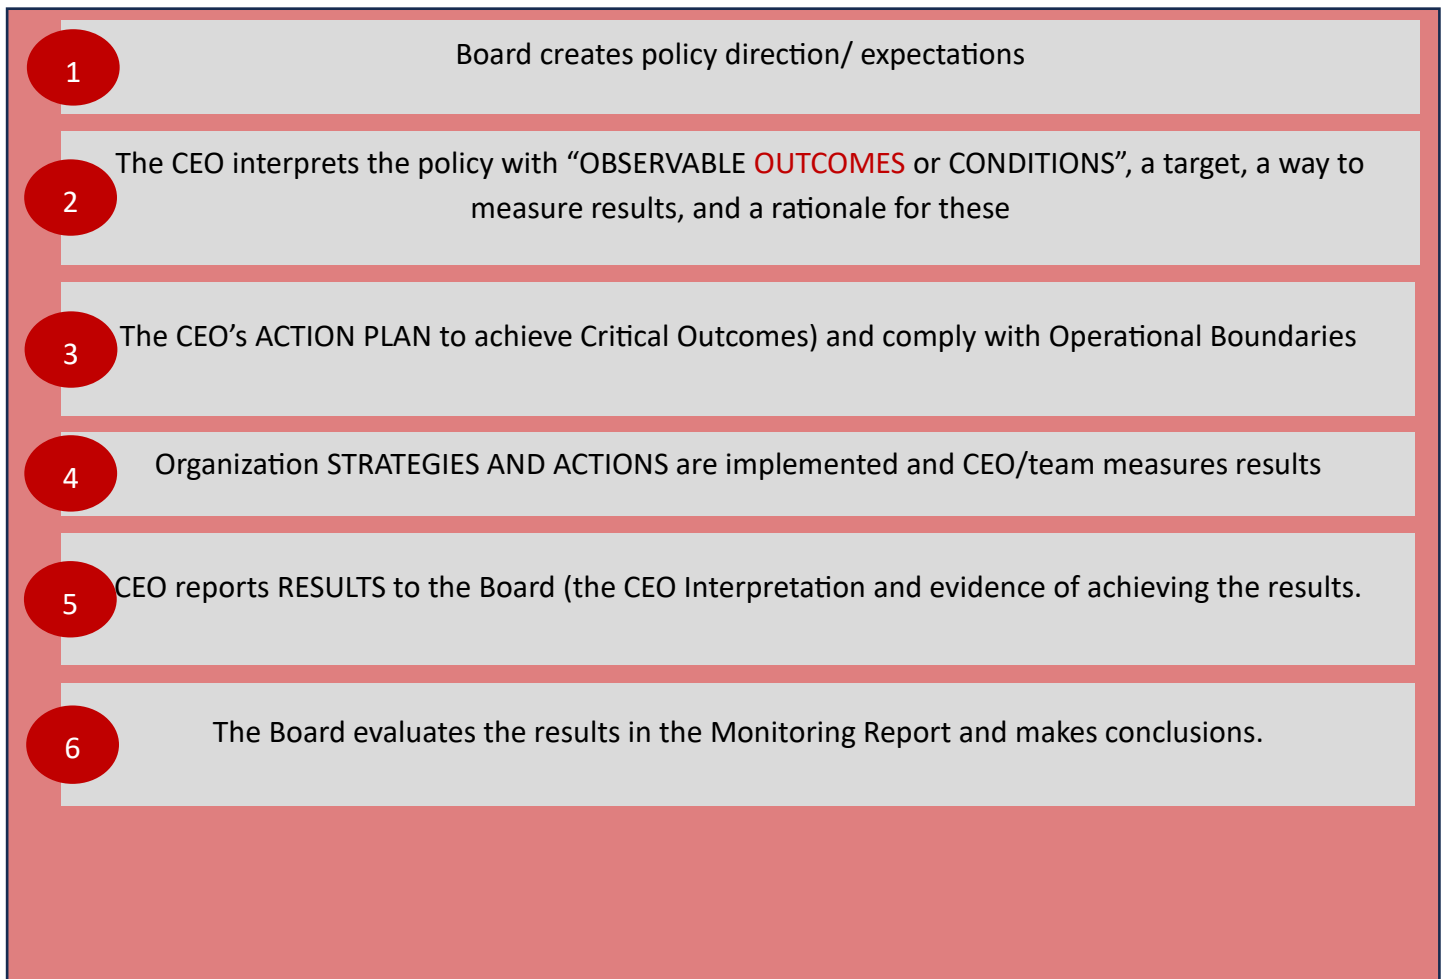 1
Board creates policy direction/ expectations
2
The CEO interprets the policy with “OBSERVABLE OUTCOMES or CONDITIONS”, a target, a way to
measure results, and a rationale for these
3
The CEO’s ACTION PLAN to achieve Critical Outcomes) and comply with Operational Boundaries
4
Organization STRATEGIES AND ACTIONS are implemented and CEO/team measures results
5
CEO reports RESULTS to the Board (the CEO Interpretation and evidence of achieving the results.
6
The Board evaluates the results in the Monitoring Report and makes conclusions.